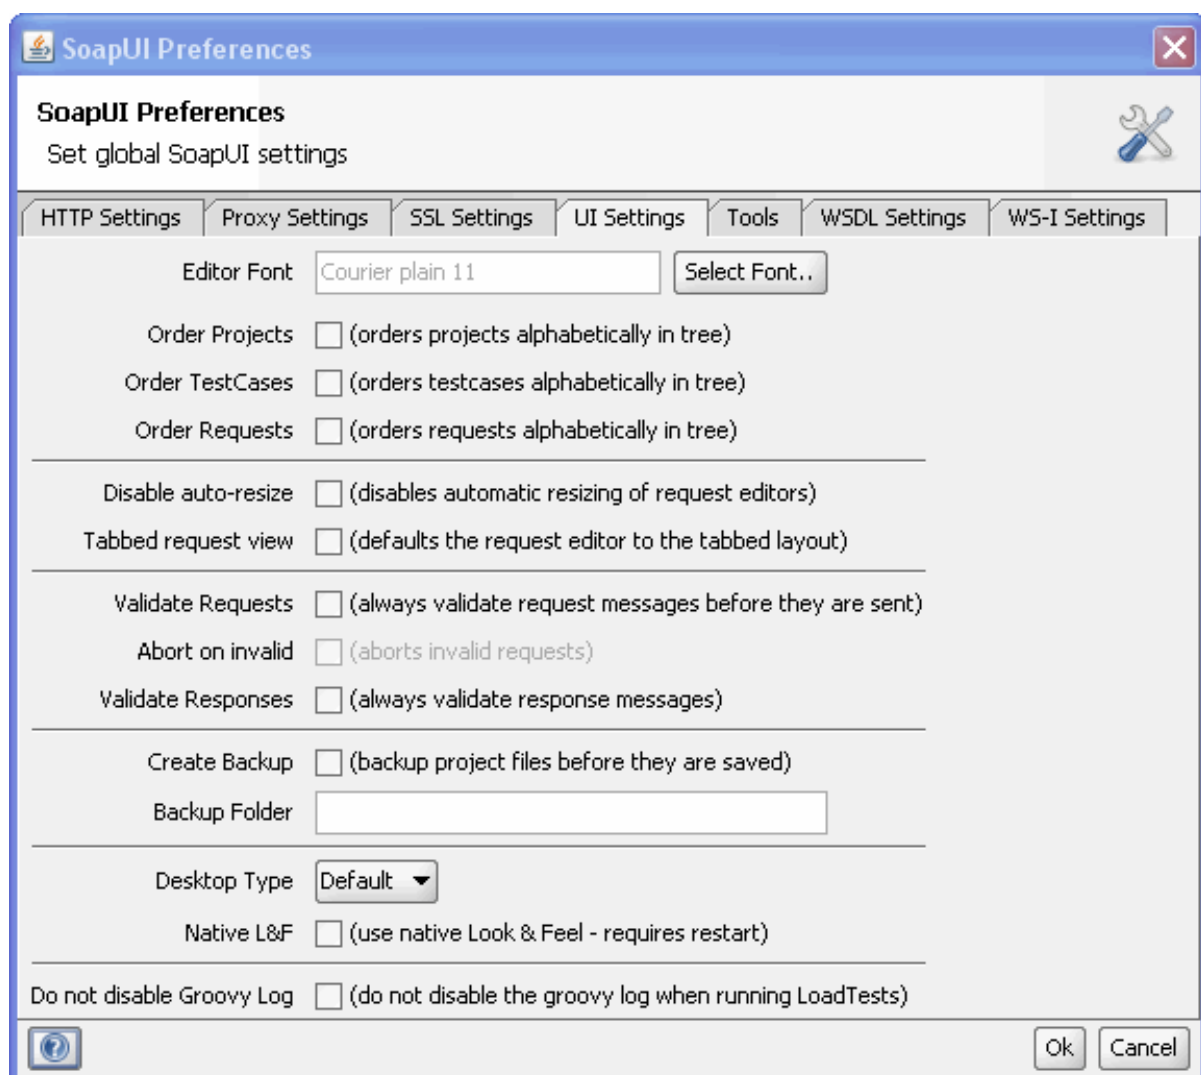 SoapUI Preferences
SoapUI Preferences
Set global SoapUI settings
HTTP Settings Proxy Settings SSL Settings UI Settings Tools WSDL Settings WS-I Settings
Editor Font Courier plain 11 Select Font..
Order Projects (orders projects alphabetically in tree)
Order TestCases (orders testcases alphabetically in tree)
Order Requests (orders requests alphabetically in tree)
Disable auto-resize (disables automatic resizing of request editors)
Tabbed request view (defaults the request editor to the tabbed layout)
Validate Requests (always validate request messages before they are sent)
Abort on invalid (aborts invalid requests)
Validate Responses (always validate response messages)
Create Backup (backup project files before they are saved)
Backup Folder
Desktop Type Default
Native L&F (use native Look & Feel - requires restart)
Do not disable Groovy Log (do not disable the groovy log when running LoadTests)
? Ok Cancel